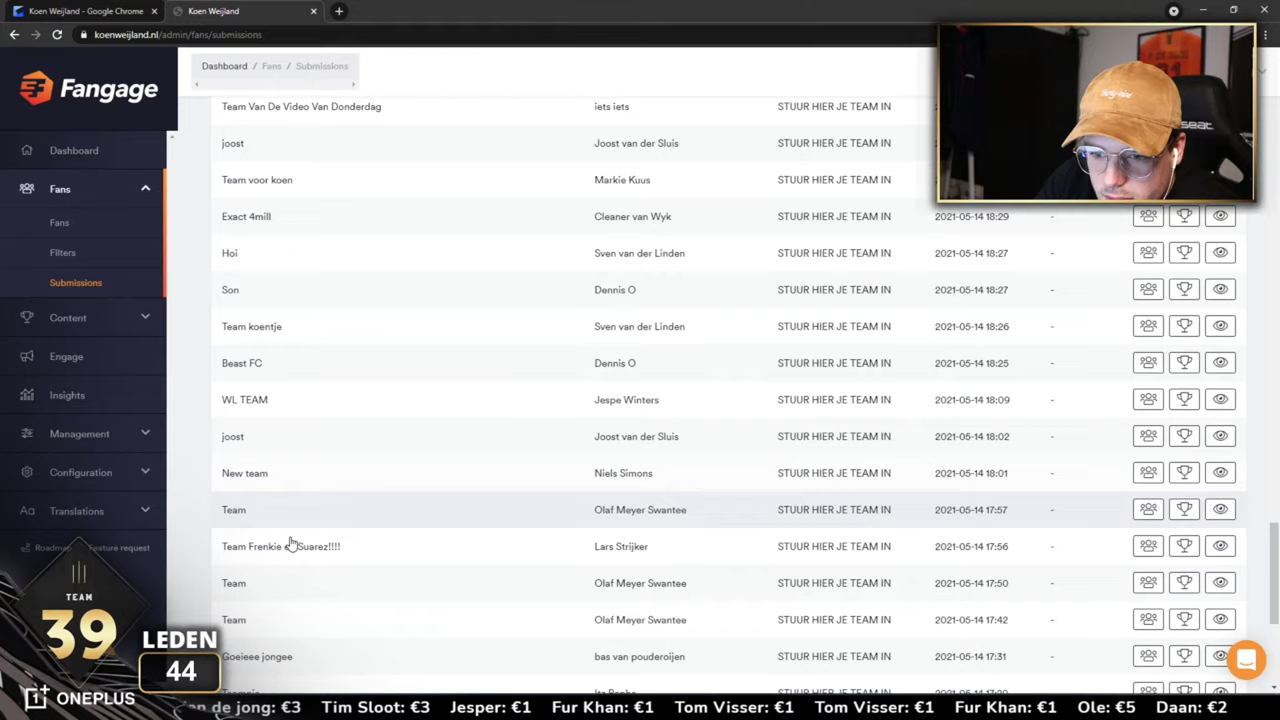 Koen Weijland - Google Chrome
Koen Weijland
koenweijland.nl/admin/fans/submissions
Fangage
Dashboard / Fans / Submissions
Dashboard
Fans
Fans
Filters
Submissions
Content
Engage
Insights
Management
Configuration
Aa Translations
Roadmap Feature request
Team Van De Video Van Donderdag iets iets STUUR HIER JE TEAM IN
joost Joost van der Sluis STUUR HIER JE TEAM IN
Team voor koen Markie Kuus STUUR HIER JE TEAM IN
Exact 4mill Cleaner van Wyk STUUR HIER JE TEAM IN 2021-05-14 18:29 -
Hoi Sven van der Linden STUUR HIER JE TEAM IN 2021-05-14 18:27 -
Son Dennis O STUUR HIER JE TEAM IN 2021-05-14 18:27 -
Team koentje Sven van der Linden STUUR HIER JE TEAM IN 2021-05-14 18:26 -
Beast FC Dennis O STUUR HIER JE TEAM IN 2021-05-14 18:25 -
WL TEAM Jespe Winters STUUR HIER JE TEAM IN 2021-05-14 18:09 -
joost Joost van der Sluis STUUR HIER JE TEAM IN 2021-05-14 18:02 -
New team Niels Simons STUUR HIER JE TEAM IN 2021-05-14 18:01 -
Team Olaf Meyer Swantee STUUR HIER JE TEAM IN 2021-05-14 17:57 -
Team Frenkie Suarez!!!! Lars Strijker STUUR HIER JE TEAM IN 2021-05-14 17:56 -
Team Olaf Meyer Swantee STUUR HIER JE TEAM IN 2021-05-14 17:50 -
Team Olaf Meyer Swantee STUUR HIER JE TEAM IN 2021-05-14 17:42 -
Goeieee jongee bas van pouderoijen STUUR HIER JE TEAM IN 2021-05-14 17:31 -
seat
TEAM
39
LEDEN
44
ONEPLUS
de jong: €3 Tim Sloot: €3 Jesper: €1 Fur Khan: €1 Tom Visser: €1 Tom Visser: €1 Fur Khan: €1 Ole: €5 Daan: €2